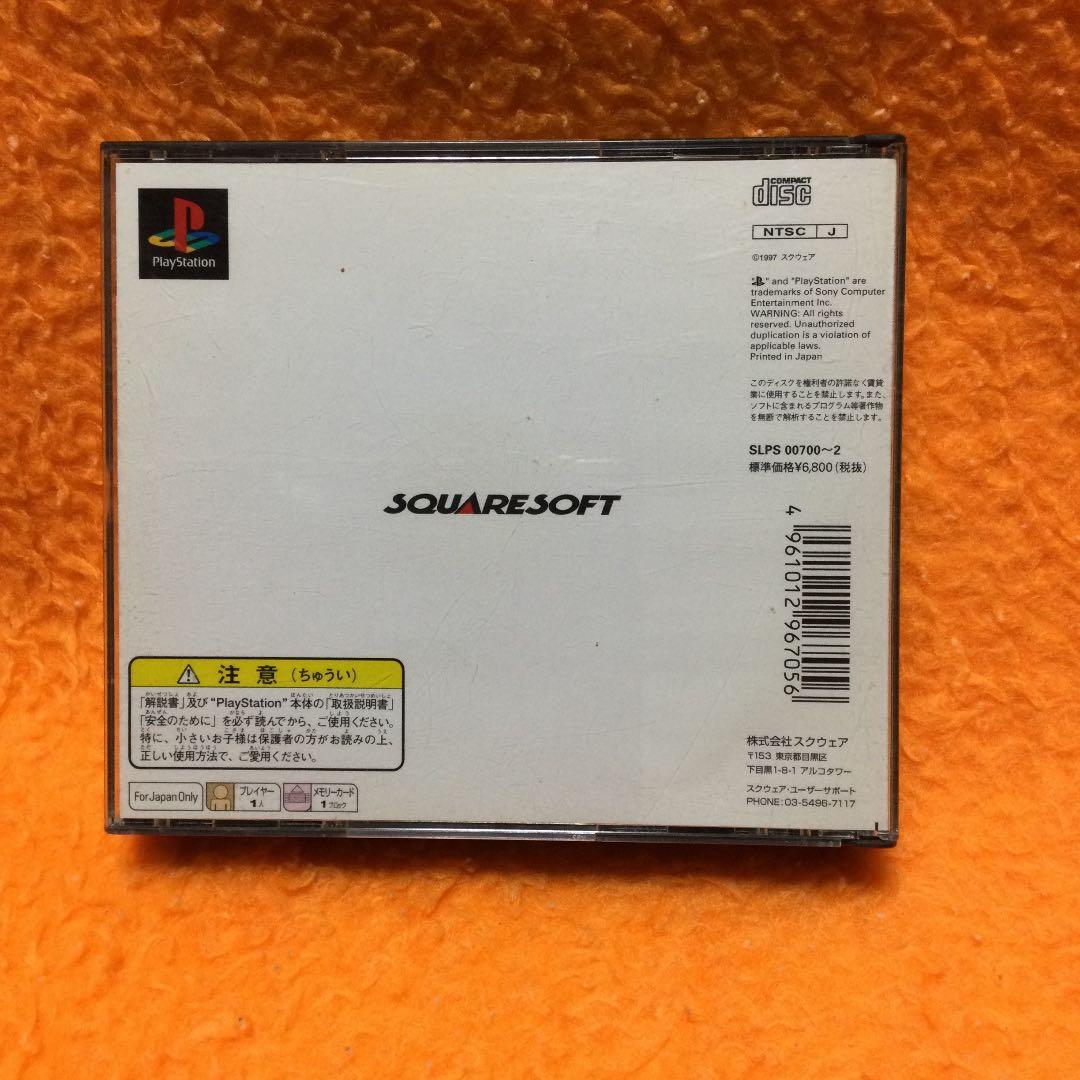 PlayStation
COMPACT
disc
NTSC J
©1997 スクウェア
"PS" and "PlayStation" are
trademarks of Sony Computer
Entertainment Inc.
WARNING: All rights
reserved. Unauthorized
duplication is a violation of
applicable laws.
Printed in Japan
このディスクを権利者の許諾なく賃貸
業に使用することを禁止します。また、
ソフトに含まれるプログラム等著作物
を無断で解析することを禁止します。
SLPS 00700～2
標準価格¥6,800(税抜)
SQUARESOFT
4 961012 967056
注意(ちゅうい)
「解説書」及び"PlayStation"本体の「取扱説明書」
「安全のために」を必ず読んでから、ご使用ください。
特に、小さいお子様は保護者の方がお読みの上、
正しい使用方法で、ご愛用ください。
For Japan Only
プレイヤー
1人
メモリーカード
1ブロック
株式会社スクウェア
〒153 東京都目黒区
下目黒1-8-1 アルコタワー
スクウェア・ユーザーサポート
PHONE: 03-5496-7117